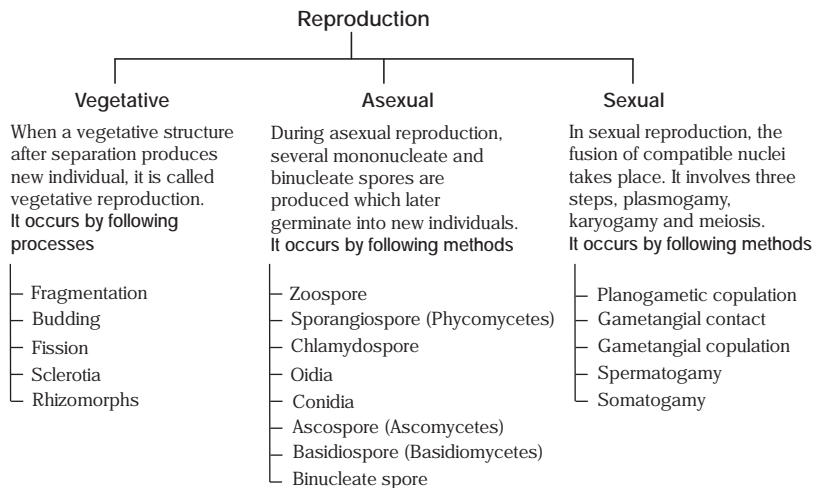 Reproduction
Vegetative
When a vegetative structure
after separation produces
new individual, it is called
vegetative reproduction.
It occurs by following
processes
Fragmentation
Budding
Fission
Sclerotia
Rhizomorphs
Asexual
During asexual reproduction,
several mononucleate and
binucleate spores are
produced which later
germinate into new individuals.
It occurs by following methods
Zoospore
Sporangiospore (Phycomycetes)
Chlamydospore
Oidia
Conidia
Ascospore (Ascomycetes)
Basidiospore (Basidiomycetes)
Binucleate spore
Sexual
In sexual reproduction, the
fusion of compatible nuclei
takes place. It involves three
steps, plasmogamy,
karyogamy and meiosis.
It occurs by following methods
Planogametic copulation
Gametangial contact
Gametangial copulation
Spermatogamy
Somatogamy